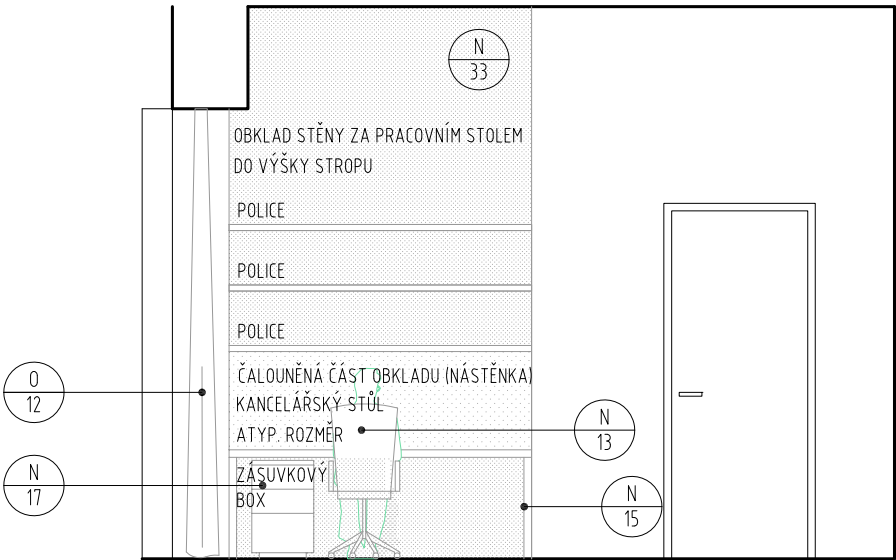 N
33
OBKLAD STĚNY ZA PRACOVNÍM STOLEM
DO VÝŠKY STROPU
POLICE
POLICE
POLICE
ČALOUNĚNÁ ČÁST OBKLADU (NÁSTĚNKA)
KANCELÁŘSKÝ STŮL
ATYP. ROZMĚR
ZÁSUVKOVÝ
BOX
O
12
N
17
N
13
N
15